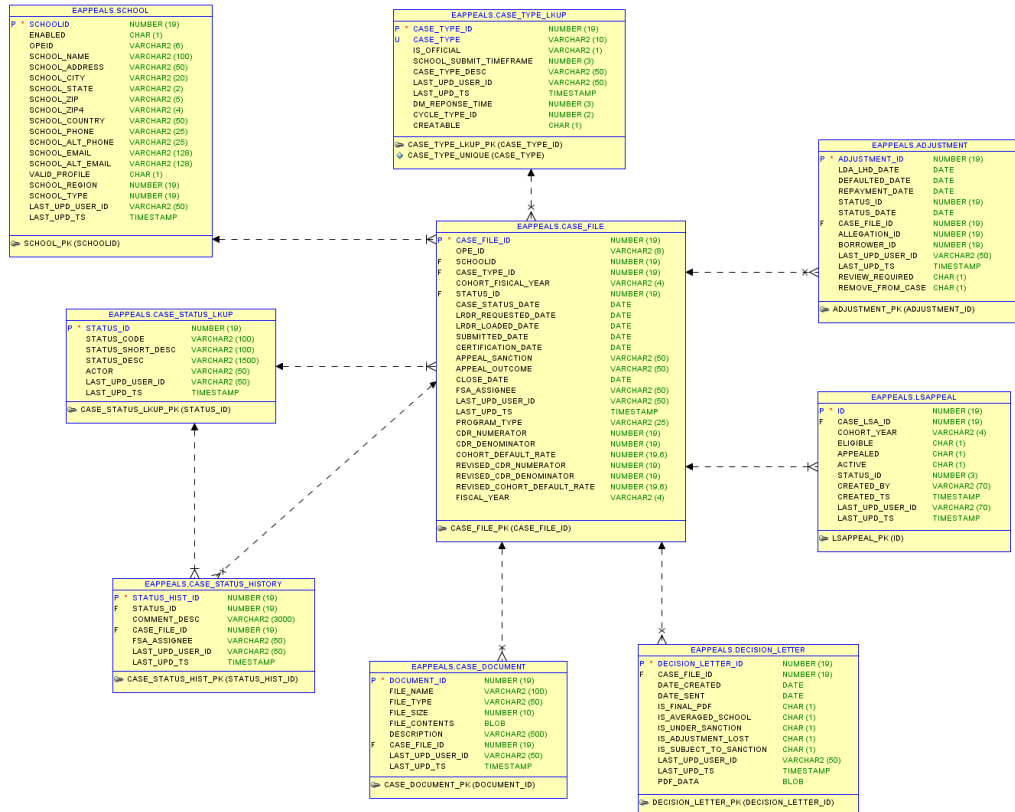 EAPPEALS.SCHOOL
P * SCHOOLID NUMBER (19)
ENABLED CHAR (1)
OPEID VARCHAR2 (6)
SCHOOL_NAME VARCHAR2 (100)
SCHOOL_ADDRESS VARCHAR2 (50)
SCHOOL_CITY VARCHAR2 (20)
SCHOOL_STATE VARCHAR2 (2)
SCHOOL_ZIP VARCHAR2 (5)
SCHOOL_ZIP4 VARCHAR2 (4)
SCHOOL_COUNTRY VARCHAR2 (50)
SCHOOL_PHONE VARCHAR2 (25)
SCHOOL_ALT_PHONE VARCHAR2 (25)
SCHOOL_EMAIL VARCHAR2 (128)
SCHOOL_ALT_EMAIL VARCHAR2 (128)
VALID_PROFILE CHAR (1)
SCHOOL_REGION NUMBER (19)
SCHOOL_TYPE NUMBER (19)
LAST_UPD_USER_ID VARCHAR2 (50)
LAST_UPD_TS TIMESTAMP
SCHOOL_PK (SCHOOLID)
EAPPEALS.CASE_TYPE_LKUP
P * CASE_TYPE_ID NUMBER (19)
U CASE_TYPE VARCHAR2 (10)
IS_OFFICIAL VARCHAR2 (1)
SCHOOL_SUBMIT_TIMEFRAME NUMBER (3)
CASE_TYPE_DESC VARCHAR2 (50)
LAST_UPD_USER_ID VARCHAR2 (50)
LAST_UPD_TS TIMESTAMP
DM_REPONSE_TIME NUMBER (3)
CYCLE_TYPE_ID NUMBER (2)
CREATABLE CHAR (1)
CASE_TYPE_LKUP_PK (CASE_TYPE_ID)
CASE_TYPE_UNIQUE (CASE_TYPE)
EAPPEALS.ADJUSTMENT
P * ADJUSTMENT_ID NUMBER (19)
LDA_LHD_DATE DATE
DEFAULTED_DATE DATE
REPAYMENT_DATE DATE
STATUS_ID NUMBER (19)
STATUS_DATE DATE
F CASE_FILE_ID NUMBER (19)
ALLEGATION_ID NUMBER (19)
BORROWER_ID NUMBER (19)
LAST_UPD_USER_ID VARCHAR2 (50)
LAST_UPD_TS TIMESTAMP
REVIEW_REQUIRED CHAR (1)
REMOVE_FROM_CASE CHAR (1)
ADJUSTMENT_PK (ADJUSTMENT_ID)
EAPPEALS.CASE_FILE
P * CASE_FILE_ID NUMBER (19)
OPE_ID VARCHAR2 (8)
F SCHOOLID NUMBER (19)
F CASE_TYPE_ID NUMBER (19)
COHORT_FISICAL_YEAR VARCHAR2 (4)
F STATUS_ID NUMBER (19)
CASE_STATUS_DATE DATE
LRDR_REQUESTED_DATE DATE
LRDR_LOADED_DATE DATE
SUBMITTED_DATE DATE
CERTIFICATION_DATE DATE
APPEAL_SANCTION VARCHAR2 (50)
APPEAL_OUTCOME VARCHAR2 (50)
CLOSE_DATE DATE
FSA_ASSIGNEE VARCHAR2 (50)
LAST_UPD_USER_ID VARCHAR2 (50)
LAST_UPD_TS TIMESTAMP
PROGRAM_TYPE VARCHAR2 (25)
CDR_NUMERATOR NUMBER (19)
CDR_DENOMINATOR NUMBER (19)
COHORT_DEFAULT_RATE NUMBER (19,6)
REVISED_CDR_NUMERATOR NUMBER (19)
REVISED_CDR_DENOMINATOR NUMBER (19)
REVISED_COHORT_DEFAULT_RATE NUMBER (19,6)
FISCAL_YEAR VARCHAR2 (4)
CASE_FILE_PK (CASE_FILE_ID)
EAPPEALS.CASE_STATUS_LKUP
P * STATUS_ID NUMBER (19)
STATUS_CODE VARCHAR2 (100)
STATUS_SHORT_DESC VARCHAR2 (100)
STATUS_DESC VARCHAR2 (1500)
ACTOR VARCHAR2 (50)
LAST_UPD_USER_ID VARCHAR2 (50)
LAST_UPD_TS TIMESTAMP
CASE_STATUS_LKUP_PK (STATUS_ID)
EAPPEALS.LSAPPEAL
P * ID NUMBER (19)
F CASE_LSA_ID NUMBER (19)
COHORT_YEAR VARCHAR2 (4)
ELIGIBLE CHAR (1)
APPEALED CHAR (1)
ACTIVE CHAR (1)
STATUS_ID NUMBER (3)
CREATED_BY VARCHAR2 (70)
CREATED_TS TIMESTAMP
LAST_UPD_USER_ID VARCHAR2 (70)
LAST_UPD_TS TIMESTAMP
LSAPPEAL_PK (ID)
EAPPEALS.CASE_STATUS_HISTORY
P * STATUS_HIST_ID NUMBER (19)
F STATUS_ID NUMBER (19)
COMMENT_DESC VARCHAR2 (3000)
F CASE_FILE_ID NUMBER (19)
FSA_ASSIGNEE VARCHAR2 (50)
LAST_UPD_USER_ID VARCHAR2 (50)
LAST_UPD_TS TIMESTAMP
CASE_STATUS_HIST_PK (STATUS_HIST_ID)
EAPPEALS.CASE_DOCUMENT
P * DOCUMENT_ID NUMBER (19)
FILE_NAME VARCHAR2 (100)
FILE_TYPE VARCHAR2 (50)
FILE_SIZE NUMBER (10)
FILE_CONTENTS BLOB
DESCRIPTION VARCHAR2 (500)
F CASE_FILE_ID NUMBER (19)
LAST_UPD_USER_ID VARCHAR2 (50)
LAST_UPD_TS TIMESTAMP
CASE_DOCUMENT_PK (DOCUMENT_ID)
EAPPEALS.DECISION_LETTER
P * DECISION_LETTER_ID NUMBER (19)
F CASE_FILE_ID NUMBER (19)
DATE_CREATED DATE
DATE_SENT DATE
IS_FINAL_PDF CHAR (1)
IS_AVERAGED_SCHOOL CHAR (1)
IS_UNDER_SANCTION CHAR (1)
IS_ADJUSTMENT_LOST CHAR (1)
IS_SUBJECT_TO_SANCTION CHAR (1)
LAST_UPD_USER_ID VARCHAR2 (50)
LAST_UPD_TS TIMESTAMP
PDF_DATA BLOB
DECISION_LETTER_PK (DECISION_LETTER_ID)